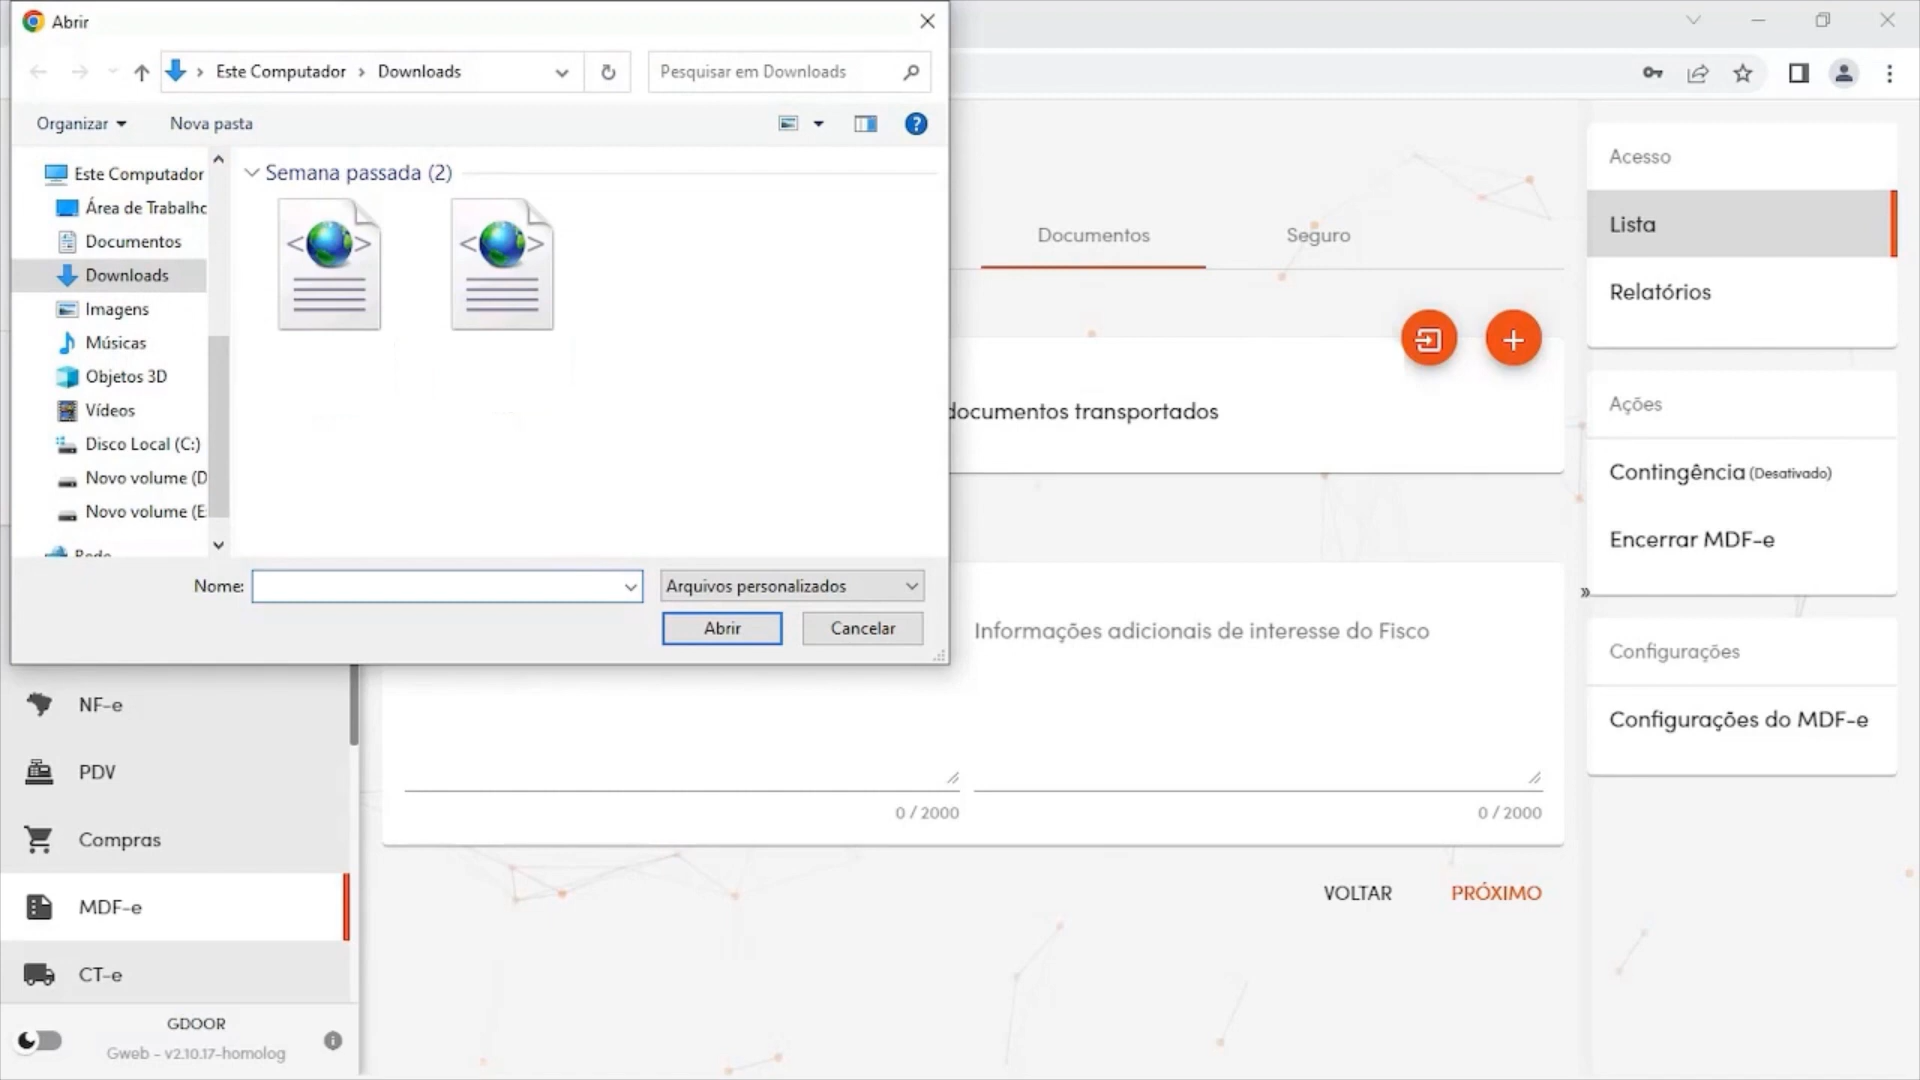 Abrir
Este Computador
Downloads
Pesquisar em Downloads
Organizar
Nova pasta
Este Computador
Área de Trabalho
Documentos
Downloads
Imagens
Músicas
Objetos 3D
Vídeos
Disco Local (C:)
Novo volume (D
Novo volume (E
Semana passada (2)
Nome:
Arquivos personalizados
Abrir
Cancelar
Documentos
Seguro
documentos transportados
Informações adicionais de interesse do Fisco
0 / 2000
0 / 2000
VOLTAR
PRÓXIMO
NF-e
PDV
Compras
MDF-e
CT-e
GDOOR
Gweb - v2.10.17-homolog
Acesso
Lista
Relatórios
Ações
Contingência (Desativado)
Encerrar MDF-e
»
Configurações
Configurações do MDF-e